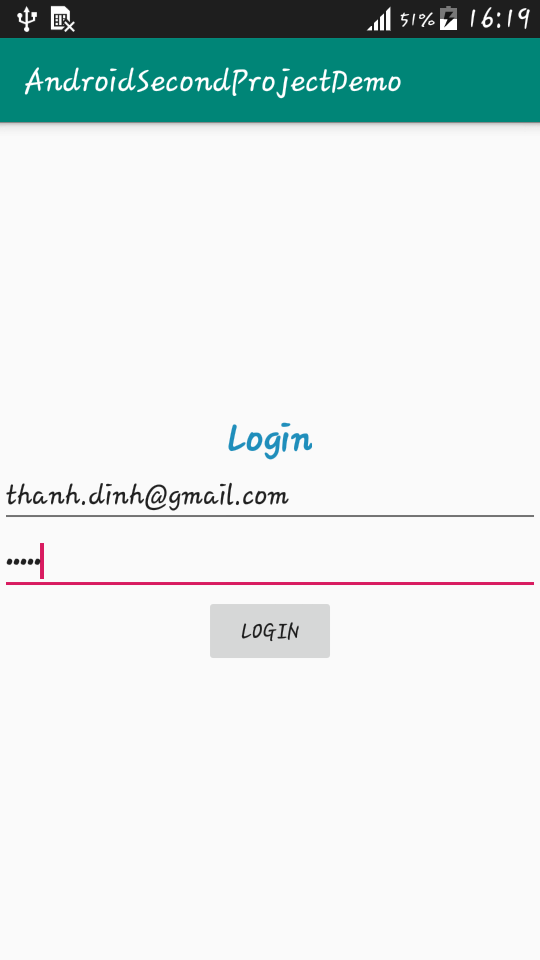 51% 16:19
AndroidSecondProjectDemo
Login
thanh.dinh@gmail.com
•••••
LOGIN